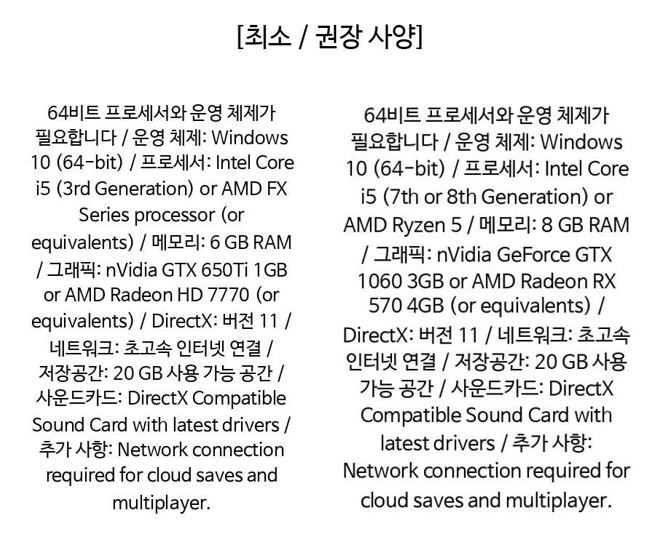 [최소 / 권장 사양]
64비트 프로세서와 운영 체제가
필요합니다 / 운영 체제: Windows
10 (64-bit) / 프로세서: Intel Core
i5 (3rd Generation) or AMD FX
Series processor (or
equivalents) / 메모리: 6 GB RAM
/ 그래픽: nVidia GTX 650Ti 1GB
or AMD Radeon HD 7770 (or
equivalents) / DirectX: 버전 11 /
네트워크: 초고속 인터넷 연결 /
저장공간: 20 GB 사용 가능 공간 /
사운드카드: DirectX Compatible
Sound Card with latest drivers /
추가 사항: Network connection
required for cloud saves and
multiplayer.
64비트 프로세서와 운영 체제가
필요합니다 / 운영 체제: Windows
10 (64-bit) / 프로세서: Intel Core
i5 (7th or 8th Generation) or
AMD Ryzen 5 / 메모리: 8 GB RAM
/ 그래픽: nVidia GeForce GTX
1060 3GB or AMD Radeon RX
570 4GB (or equivalents) /
DirectX: 버전 11 / 네트워크: 초고속
인터넷 연결 / 저장공간: 20 GB 사용
가능 공간 / 사운드카드: DirectX
Compatible Sound Card with
latest drivers / 추가 사항:
Network connection required for
cloud saves and multiplayer.